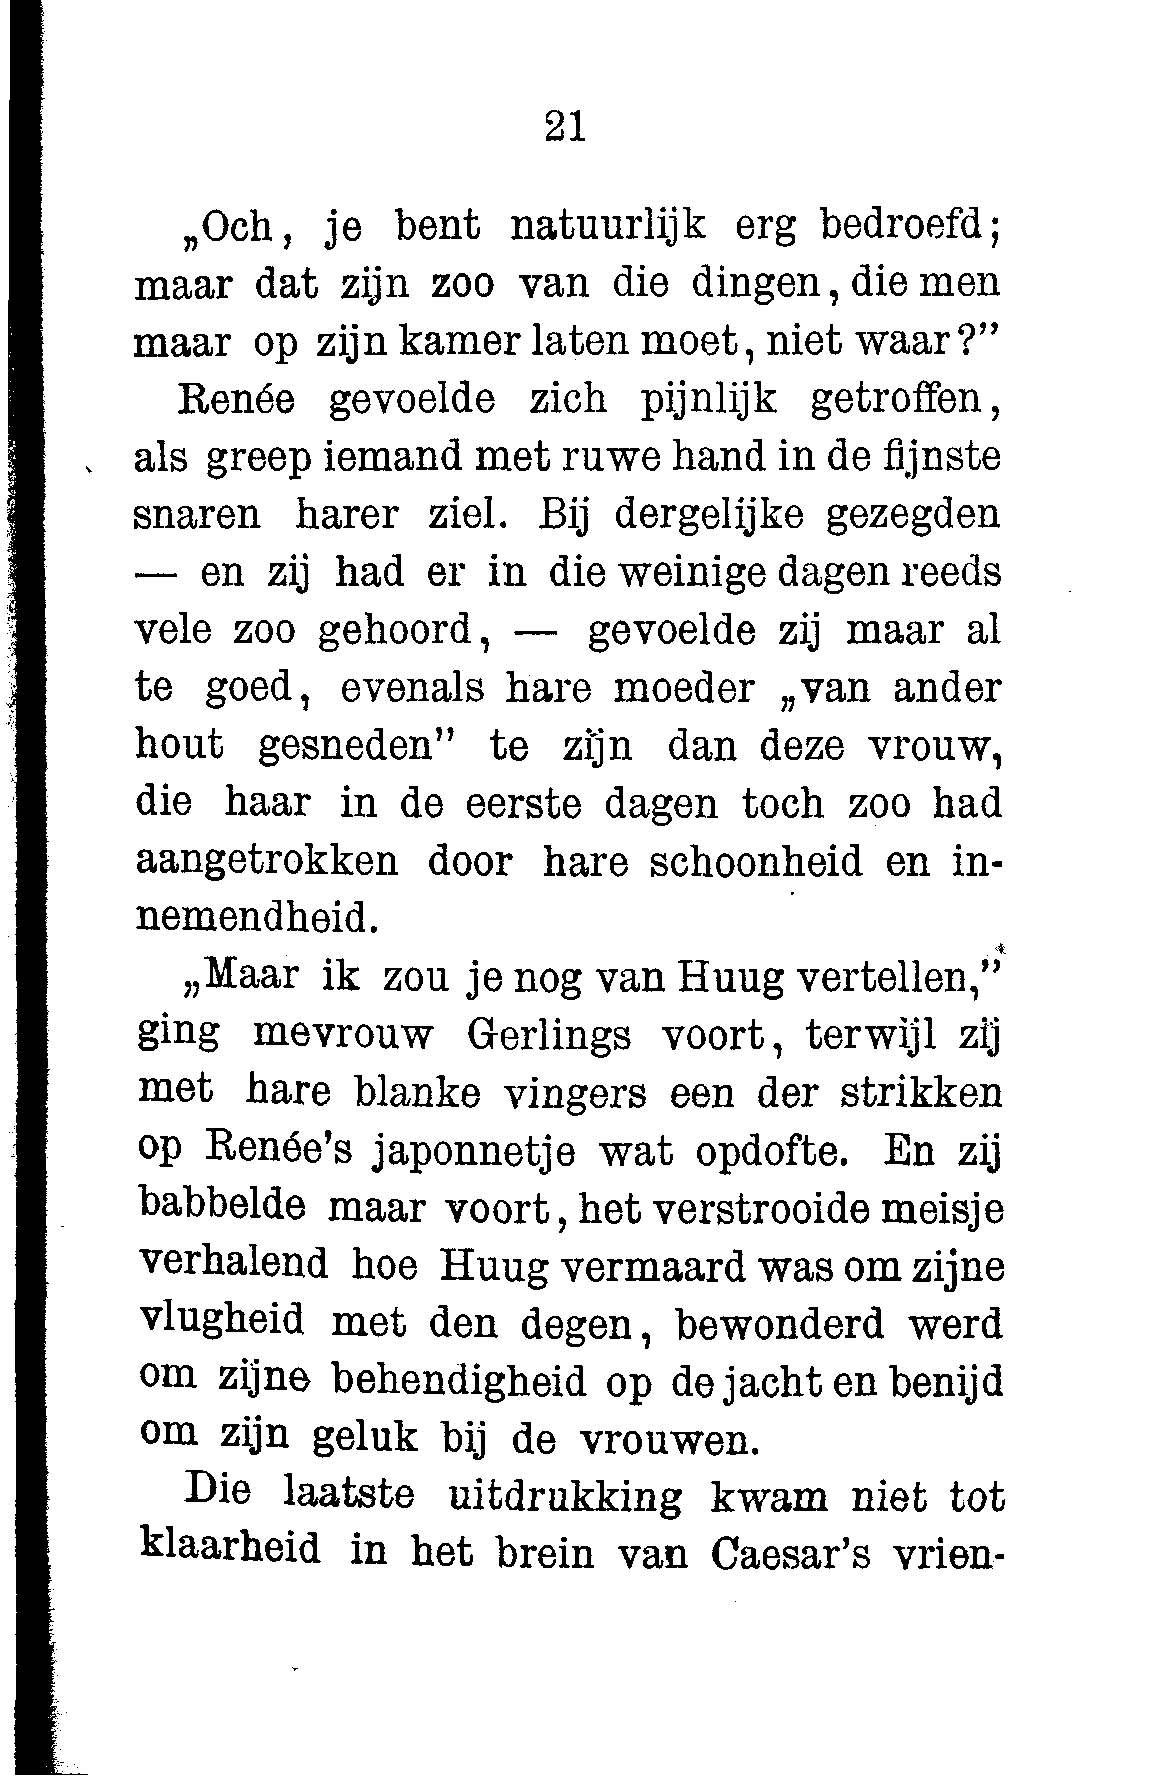 21
„Och, je bent natuurlijk erg bedroefd;
maar dat zijn zoo van die dingen, die men
maar op zijn kamer laten moet, niet waar?”
Renée gevoelde zich pijnlijk getroffen,
als greep iemand met ruwe hand in de fijnste
snaren harer ziel. Bij dergelijke gezegden
— en zij had er in die weinige dagen reeds
vele zoo gehoord, — gevoelde zij maar al
te goed, evenals hare moeder „van ander
hout gesneden” te zijn dan deze vrouw,
die haar in de eerste dagen toch zoo had
aangetrokken door hare schoonheid en in-
nemendheid.
„Maar ik zou je nog van Huug vertellen,”
ging mevrouw Gerlings voort, terwijl zij
met hare blanke vingers een der strikken
op Renée's japonnetje wat opdofte. En zij
babbelde maar voort, het verstrooide meisje
verhalend hoe Huug vermaard was om zijne
vlugheid met den degen, bewonderd werd
om zijne behendigheid op de jacht en benijd
om zijn geluk bij de vrouwen.
Die laatste uitdrukking kwam niet tot
klaarheid in het brein van Caesar's vrien-